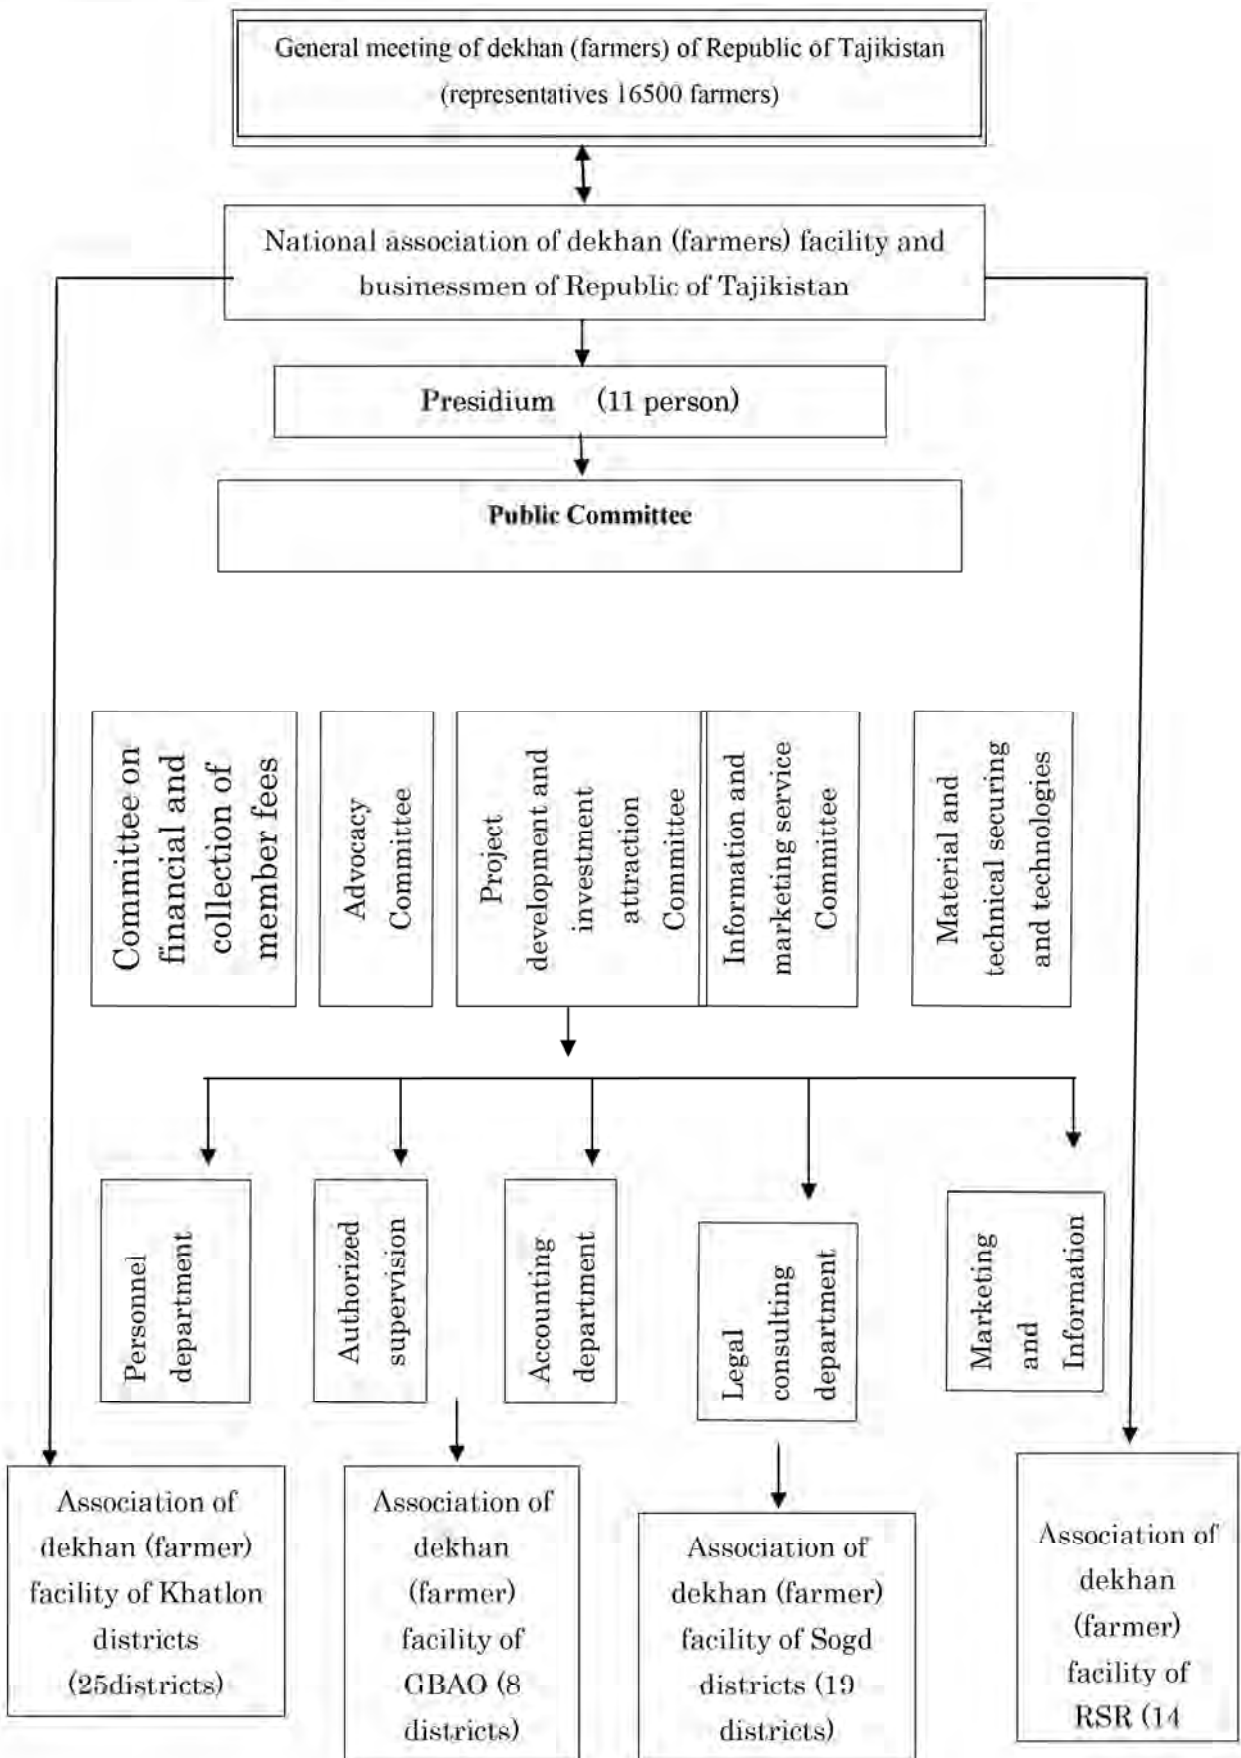 General meeting of dekhan (farmers) of Republic of Tajikistan
(representatives 16500 farmers)
National association of dekhan (farmers) facility and
businessmen of Republic of Tajikistan
Presidium (11 person)
Public Committee
Committee on
financial and
collection of
member fees
Advocacy
Committee
Project
development and
investment
attraction
Committee
Information and
marketing service
Committee
Material and
technical securing
and technologies
Personnel
department
Authorized
supervision
Accounting
department
Legal
consulting
department
Marketing
and
Information
Association of
dekhan (farmer)
facility of Khatlon
districts
(25districts)
Association of
dekhan
(farmer)
facility of
GBAO (8
districts)
Association of
dekhan (farmer)
facility of Sogd
districts (19
districts)
Association of
dekhan
(farmer)
facility of
RSR (14